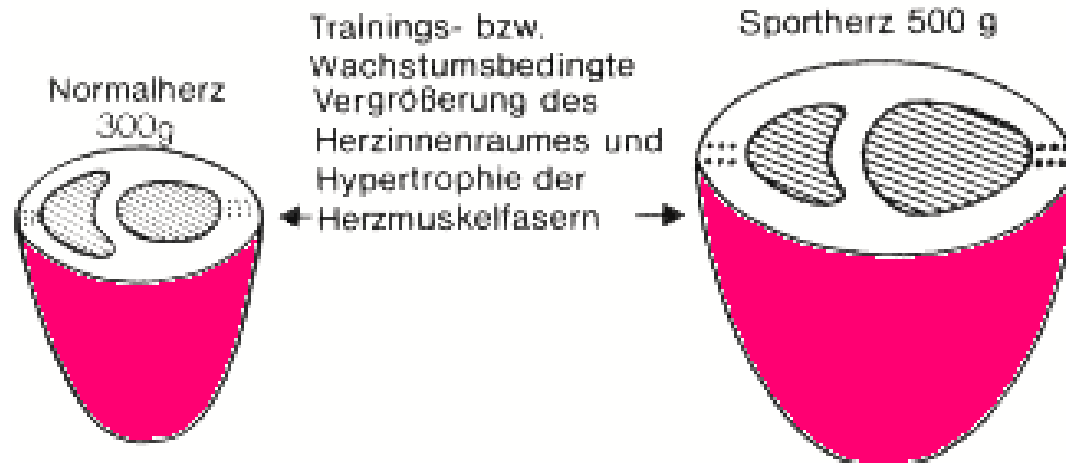 Normalherz
300g
Trainings- bzw.
Wachstumsbedingte
Vergrößerung des
Herzinnenraumes und
Hypertrophie der
Herzmuskelfasern
Sportherz 500 g